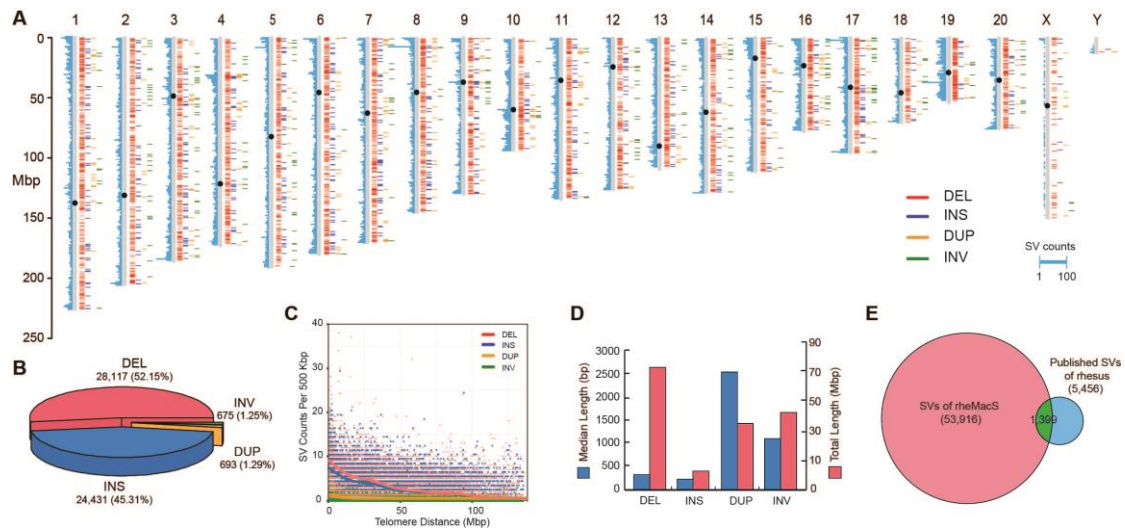 A
1 2 3 4 5 6 7 8 9 10 11 12 13 14 15 16 17 18 19 20 X Y
0
50
100
Mbp
150
200
250
DEL
INS
DUP
INV
SV counts
1 100
B
DEL
28,117 (52.15%)
INV
675 (1.25%)
DUP
693 (1.29%)
INS
24,431 (45.31%)
C
SV Counts Per 500 Kbp
40
30
20
10
0
DEL
INS
DUP
INV
0 50 100
Telomere Distance (Mbp)
D
Median Length (bp)
3000
2500
2000
1500
1000
500
0
DEL INS DUP INV
90
75
60
45
30
15
0
Total Length (Mbp)
E
Published SVs
of rhesus
(5,456)
SVs of rheMacS
(53,916)
1,399